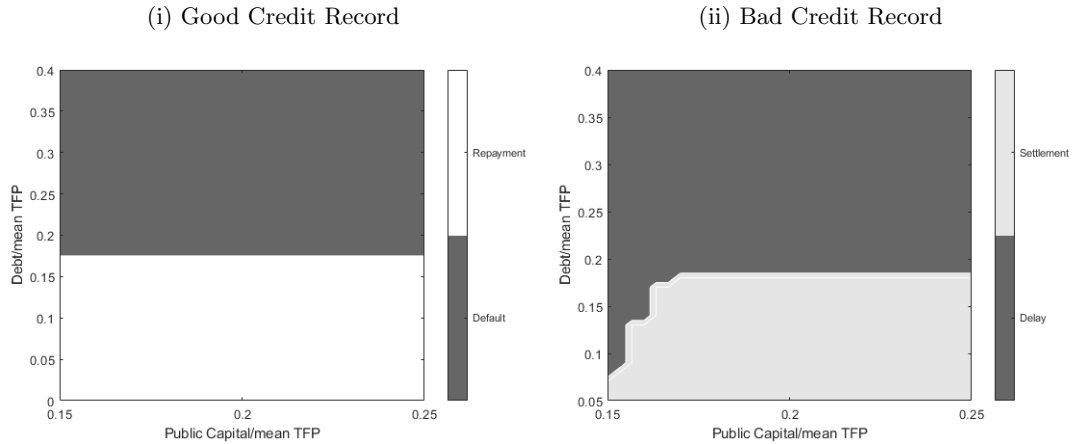 (i) Good Credit Record
(ii) Bad Credit Record
0.4
0.35
0.3
0.25
0.2
0.15
0.1
0.05
0
Debt/mean TFP
0.15
0.2
0.25
Public Capital/mean TFP
Repayment
Default
0.4
0.35
0.3
0.25
0.2
0.15
0.1
0.05
Debt/mean TFP
0.15
0.2
0.25
Public Capital/mean TFP
Settlement
Delay